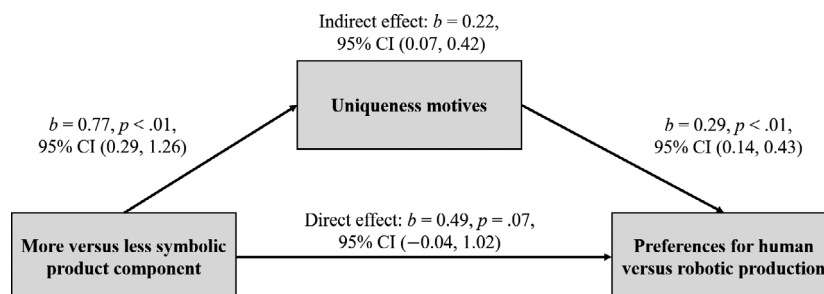 Indirect effect: b = 0.22,
95% CI (0.07, 0.42)
Uniqueness motives
b = 0.77, p < .01,
95% CI (0.29, 1.26)
b = 0.29, p < .01,
95% CI (0.14, 0.43)
Direct effect: b = 0.49, p = .07,
95% CI (−0.04, 1.02)
More versus less symbolic
product component
Preferences for human
versus robotic production